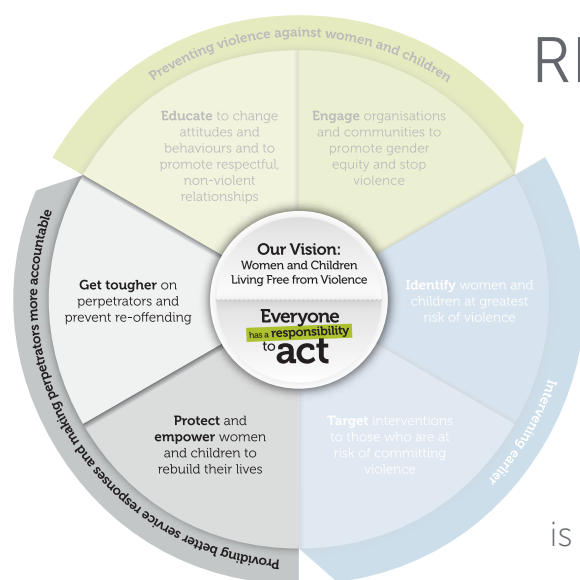 Preventing violence against women and children
Educate to change
attitudes and
behaviours and to
promote respectful,
non-violent
relationships
Engage organisations
and communities to
promote gender
equity and stop
violence
Identify women and
children at greatest
risk of violence
Target interventions
to those who are at
risk of committing
violence
Intervening earlier
Protect and
empower women
and children to
rebuild their lives
Get tougher on
perpetrators and
prevent re-offending
Providing better service responses and making perpetrators more accountable
Our Vision:
Women and Children
Living Free from Violence
Everyone
has a responsibility
to act
is